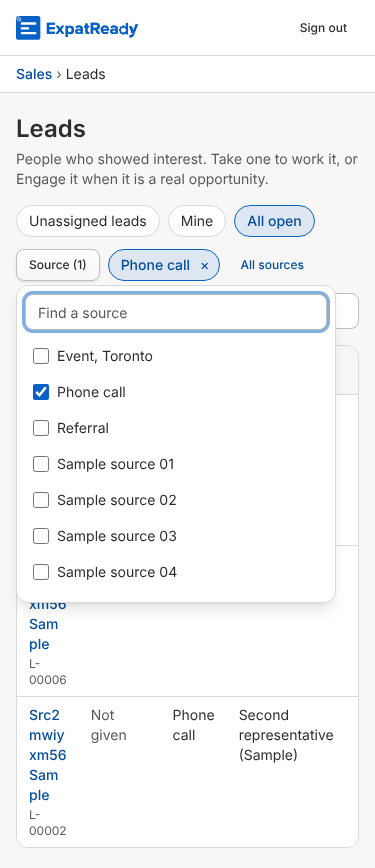 ExpatReady
Sign out
Sales › Leads
Leads
People who showed interest. Take one to work it, or
Engage it when it is a real opportunity.
Unassigned leads
Mine
All open
Source (1)
Phone call ×
All sources
Find a source
Event, Toronto
Phone call
Referral
Sample source 01
Sample source 02
Sample source 03
Sample source 04
xm56
Sam
ple
L-
00006
Src2 Not Phone Second
mwiy given call representative
xm56 (Sample)
Sam
ple
L-
00002